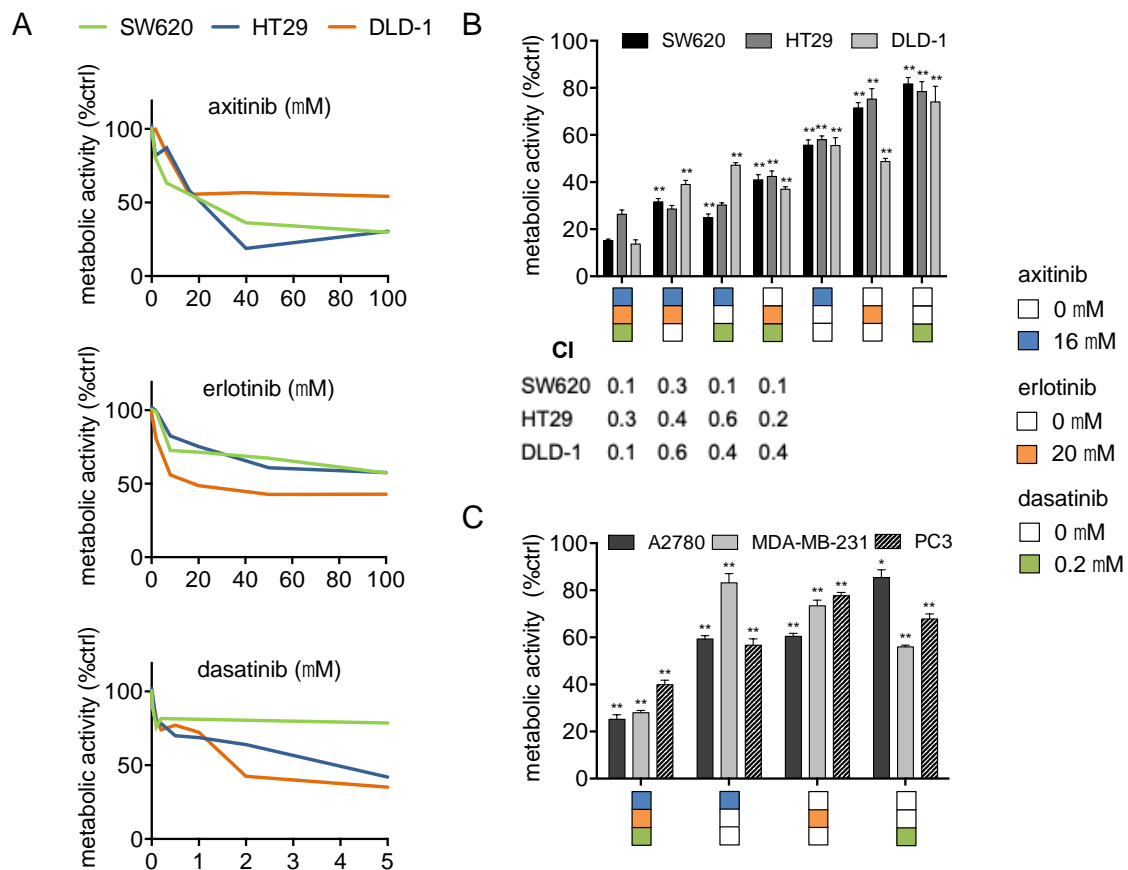 A
SW620 HT29 DLD-1
metabolic activity (%ctrl)
axitinib (mM)
100
50
0
0 20 40 60 80 100
metabolic activity (%ctrl)
erlotinib (mM)
100
50
0
0 20 40 60 80 100
metabolic activity (%ctrl)
dasatinib (mM)
100
50
0
0 1 2 3 4 5
B
SW620 HT29 DLD-1
metabolic activity (%ctrl)
100
80
60
40
20
0
** ** ** ** ** ** ** ** ** ** ** ** ** ** ** ** **
CI
SW620 0.1 0.3 0.1 0.1
HT29 0.3 0.4 0.6 0.2
DLD-1 0.1 0.6 0.4 0.4
C
A2780 MDA-MB-231 PC3
metabolic activity (%ctrl)
100
80
60
40
20
0
** ** ** ** ** ** ** ** ** * ** **
axitinib
0 mM
16 mM
erlotinib
0 mM
20 mM
dasatinib
0 mM
0.2 mM